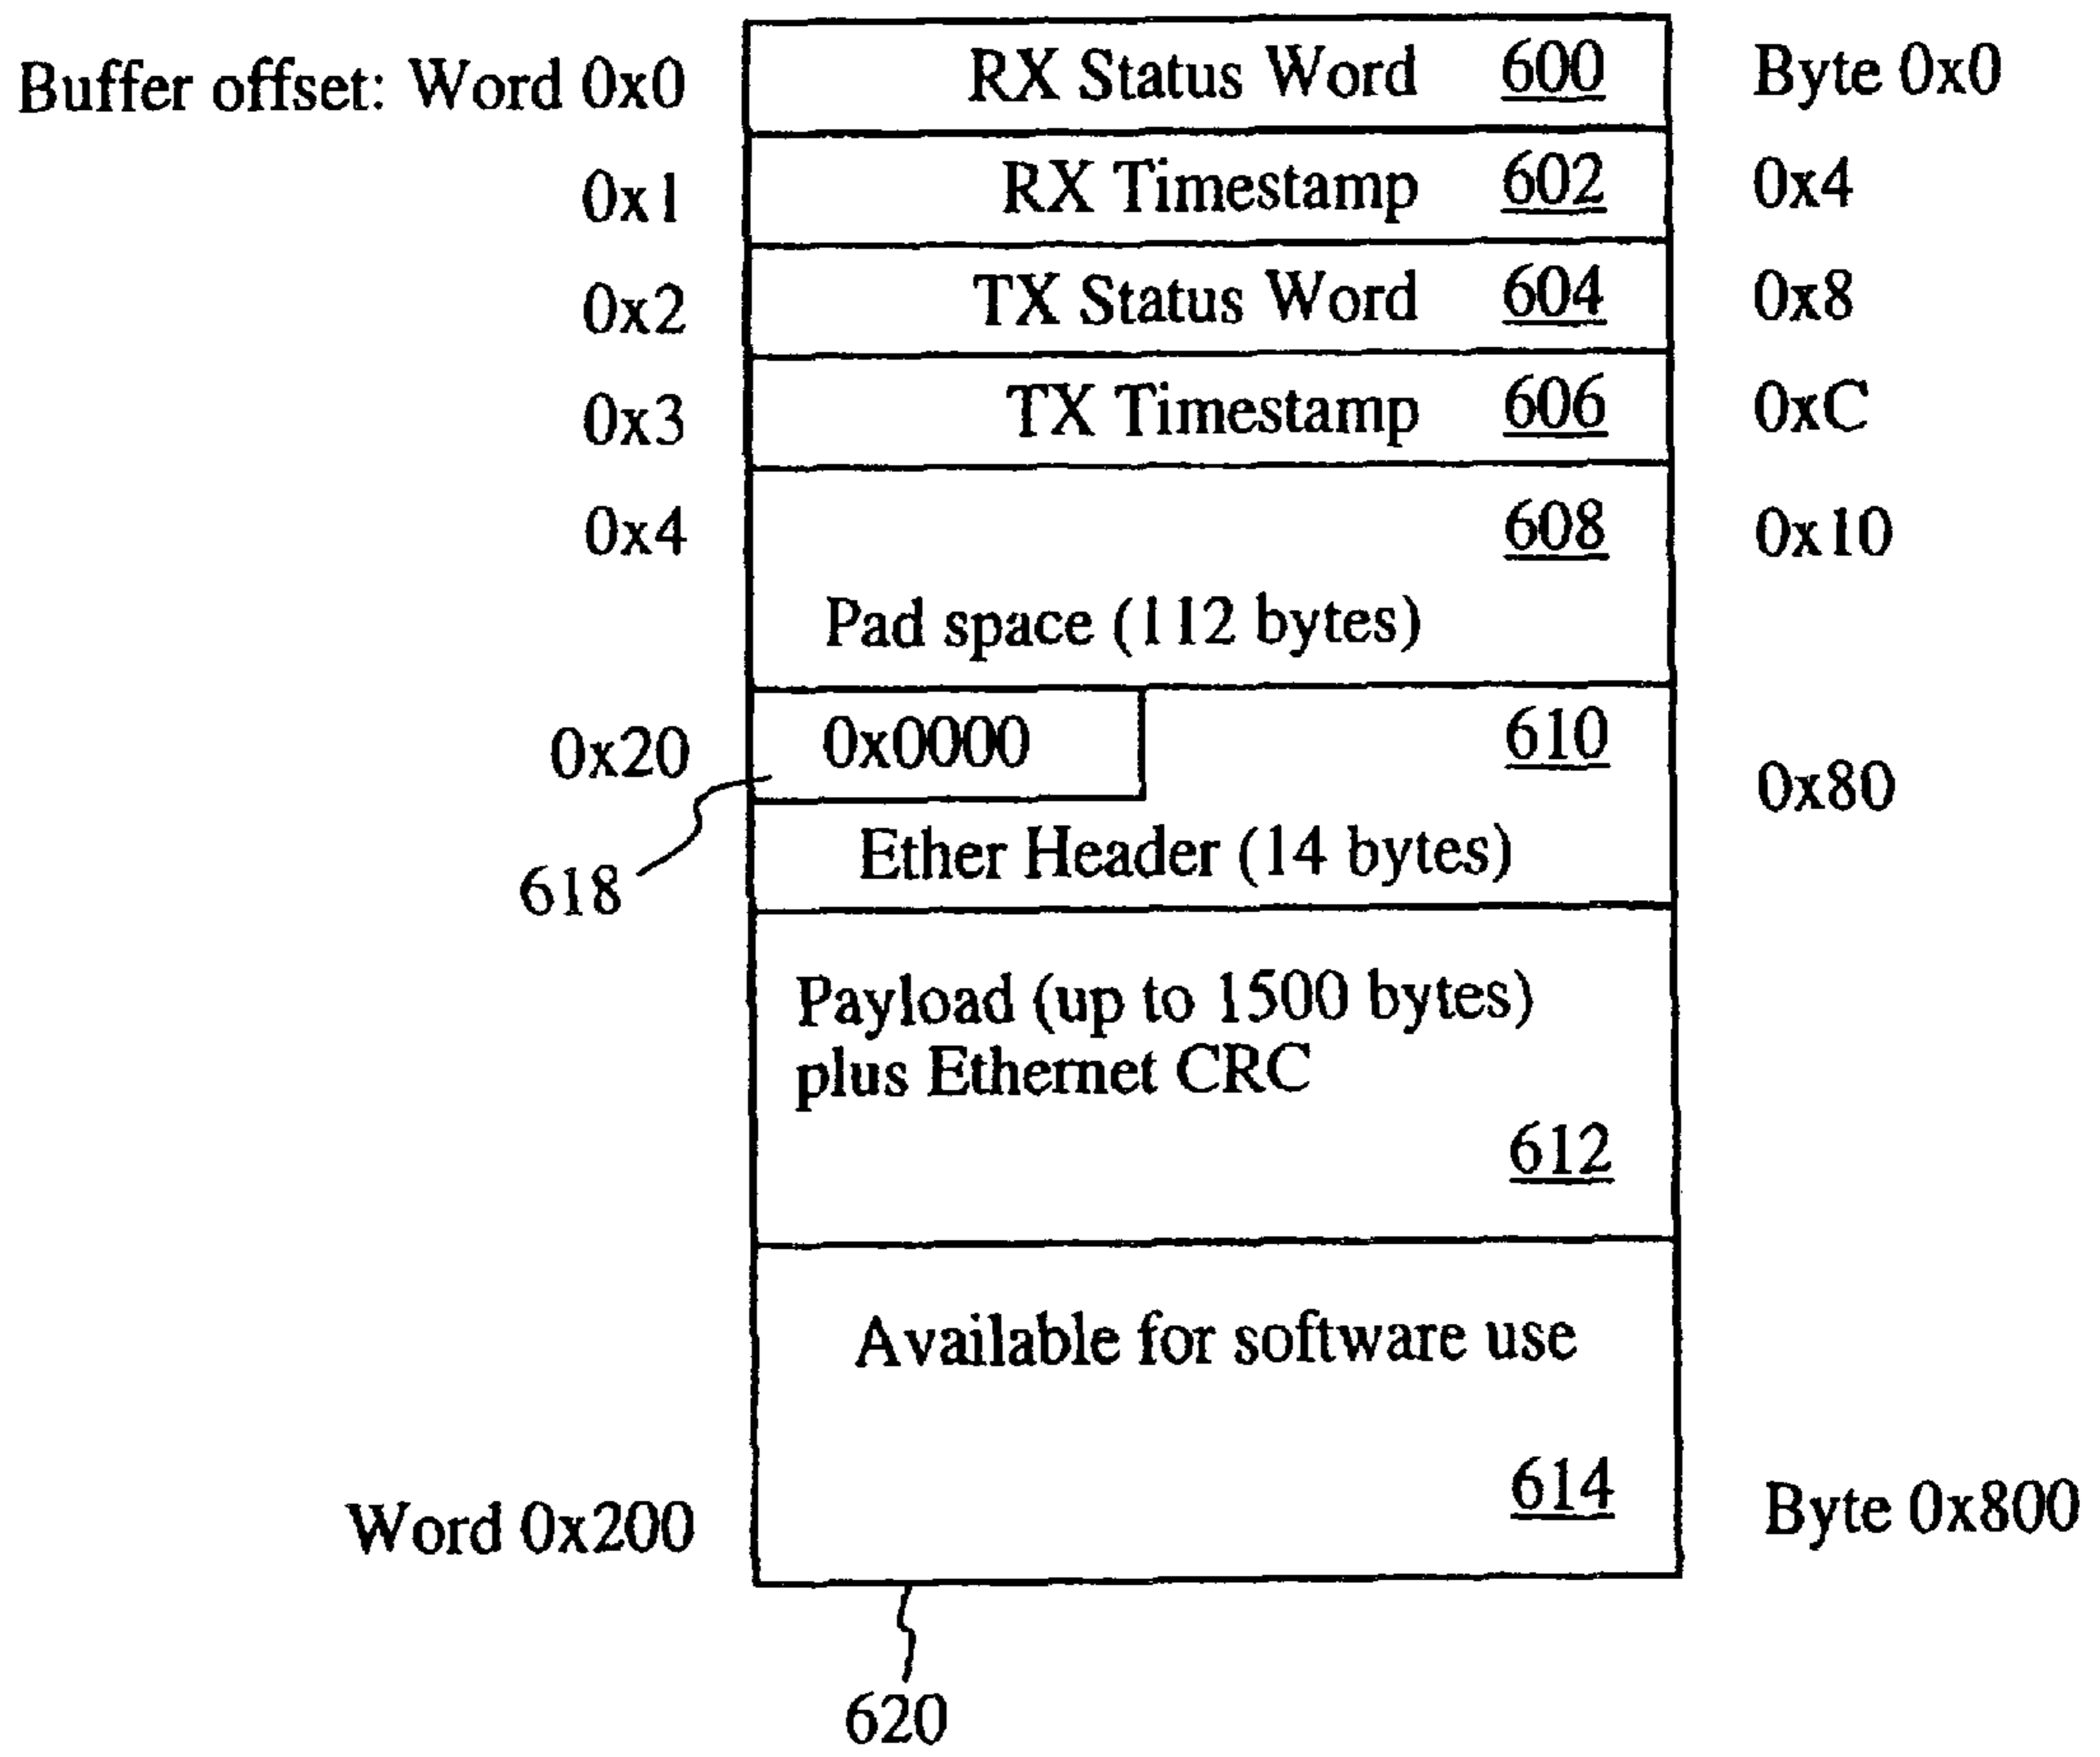 Buffer offset: Word 0x0 RX Status Word 600 Byte 0x0
0x1 RX Timestamp 602 0x4
0x2 TX Status Word 604 0x8
0x3 TX Timestamp 606 0xC
0x4 608 0x10
Pad space (112 bytes)
0x20 0x0000 610 0x80
Ether Header (14 bytes)
618
Payload (up to 1500 bytes)
plus Ethernet CRC
612
Available for software use
614
Word 0x200 Byte 0x800
620